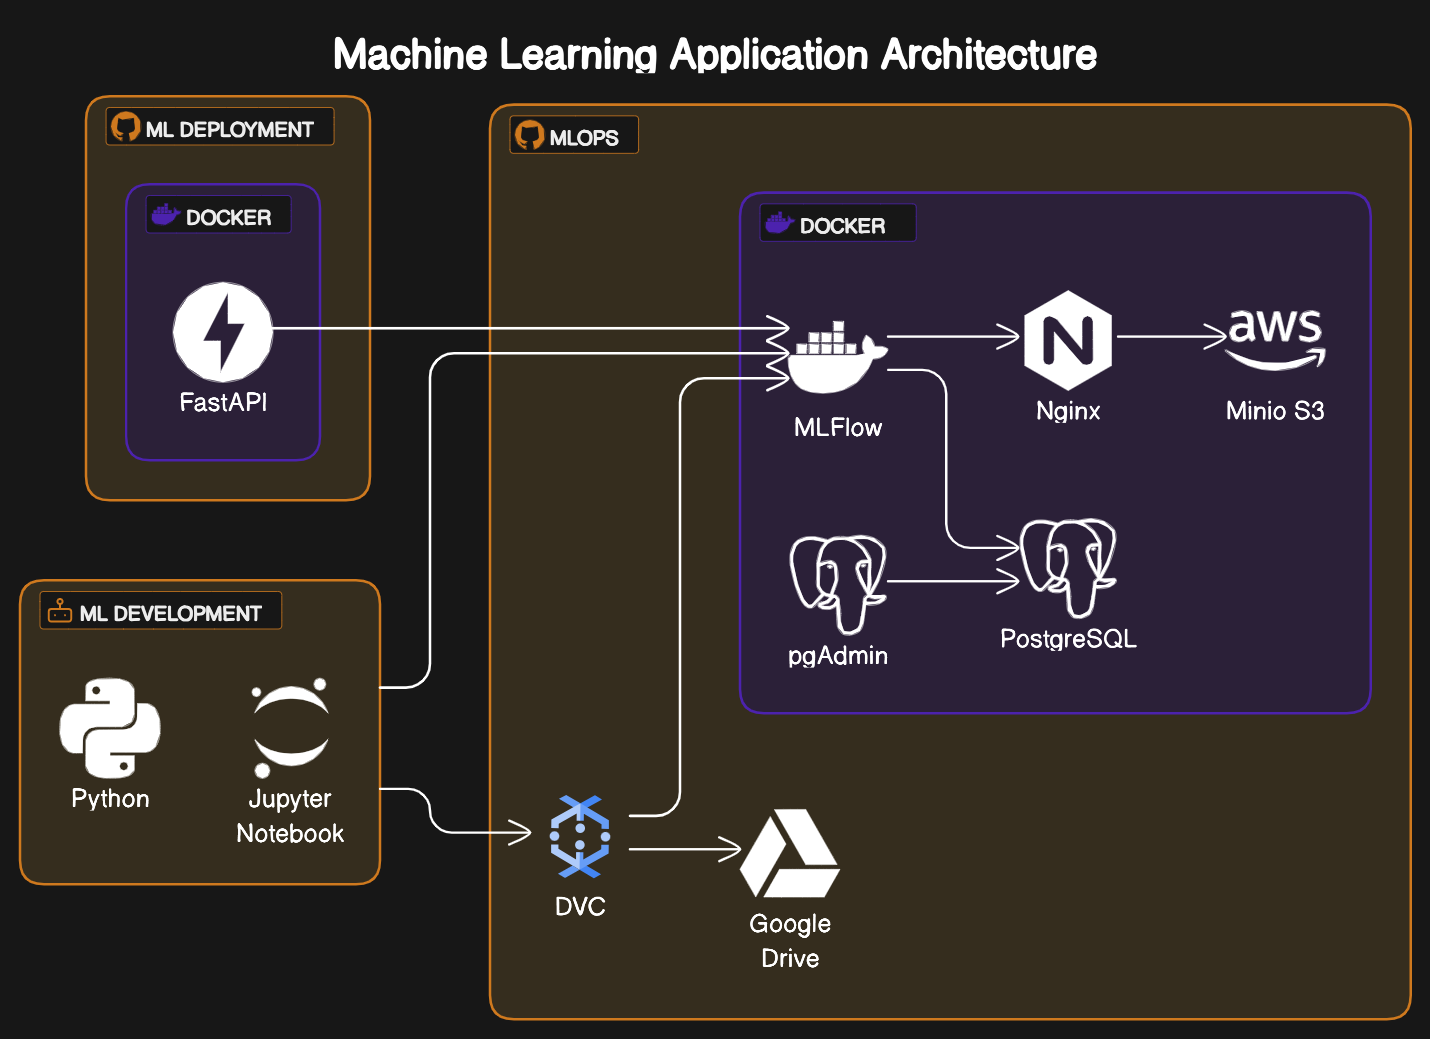 Machine Learning Application Architecture
ML DEPLOYMENT
DOCKER
FastAPI
MLOPS
DOCKER
MLFlow
Nginx
aws
Minio S3
pgAdmin
PostgreSQL
ML DEVELOPMENT
Python
Jupyter
Notebook
DVC
Google
Drive